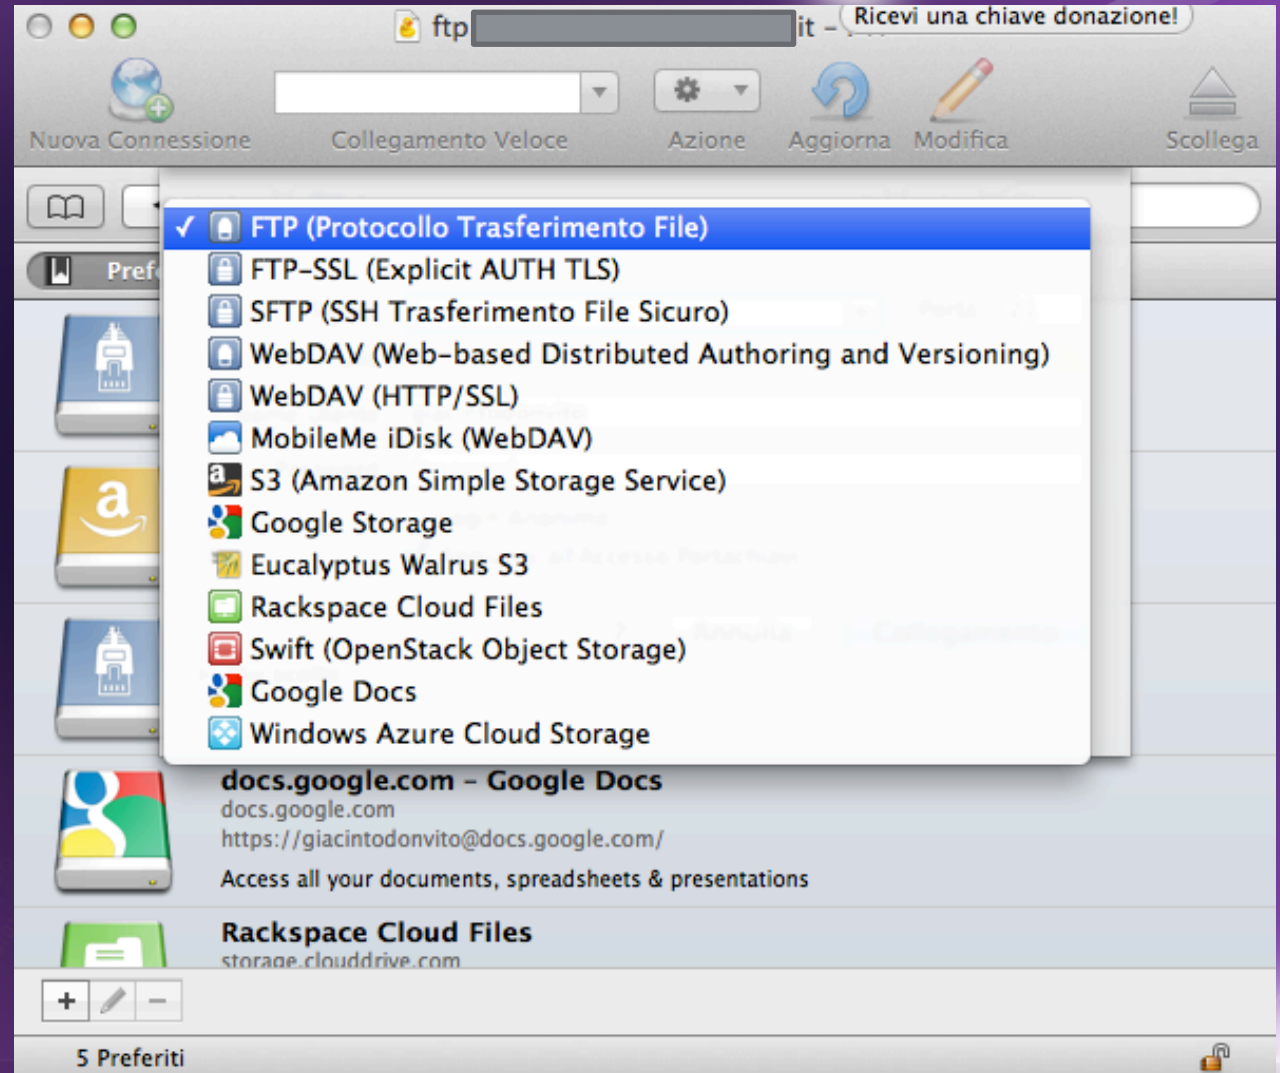 ftp it –
Ricevi una chiave donazione!
Nuova Connessione
Collegamento Veloce
Azione
Aggiorna
Modifica
Scollega
✓ FTP (Protocollo Trasferimento File)
FTP-SSL (Explicit AUTH TLS)
SFTP (SSH Trasferimento File Sicuro)
WebDAV (Web-based Distributed Authoring and Versioning)
WebDAV (HTTP/SSL)
MobileMe iDisk (WebDAV)
S3 (Amazon Simple Storage Service)
Google Storage
Eucalyptus Walrus S3
Rackspace Cloud Files
Swift (OpenStack Object Storage)
Google Docs
Windows Azure Cloud Storage
Porta
Annulla
Collegamento
docs.google.com – Google Docs
docs.google.com
https://giacintodonvito@docs.google.com/
Access all your documents, spreadsheets & presentations
Rackspace Cloud Files
storage.clouddrive.com
5 Preferiti